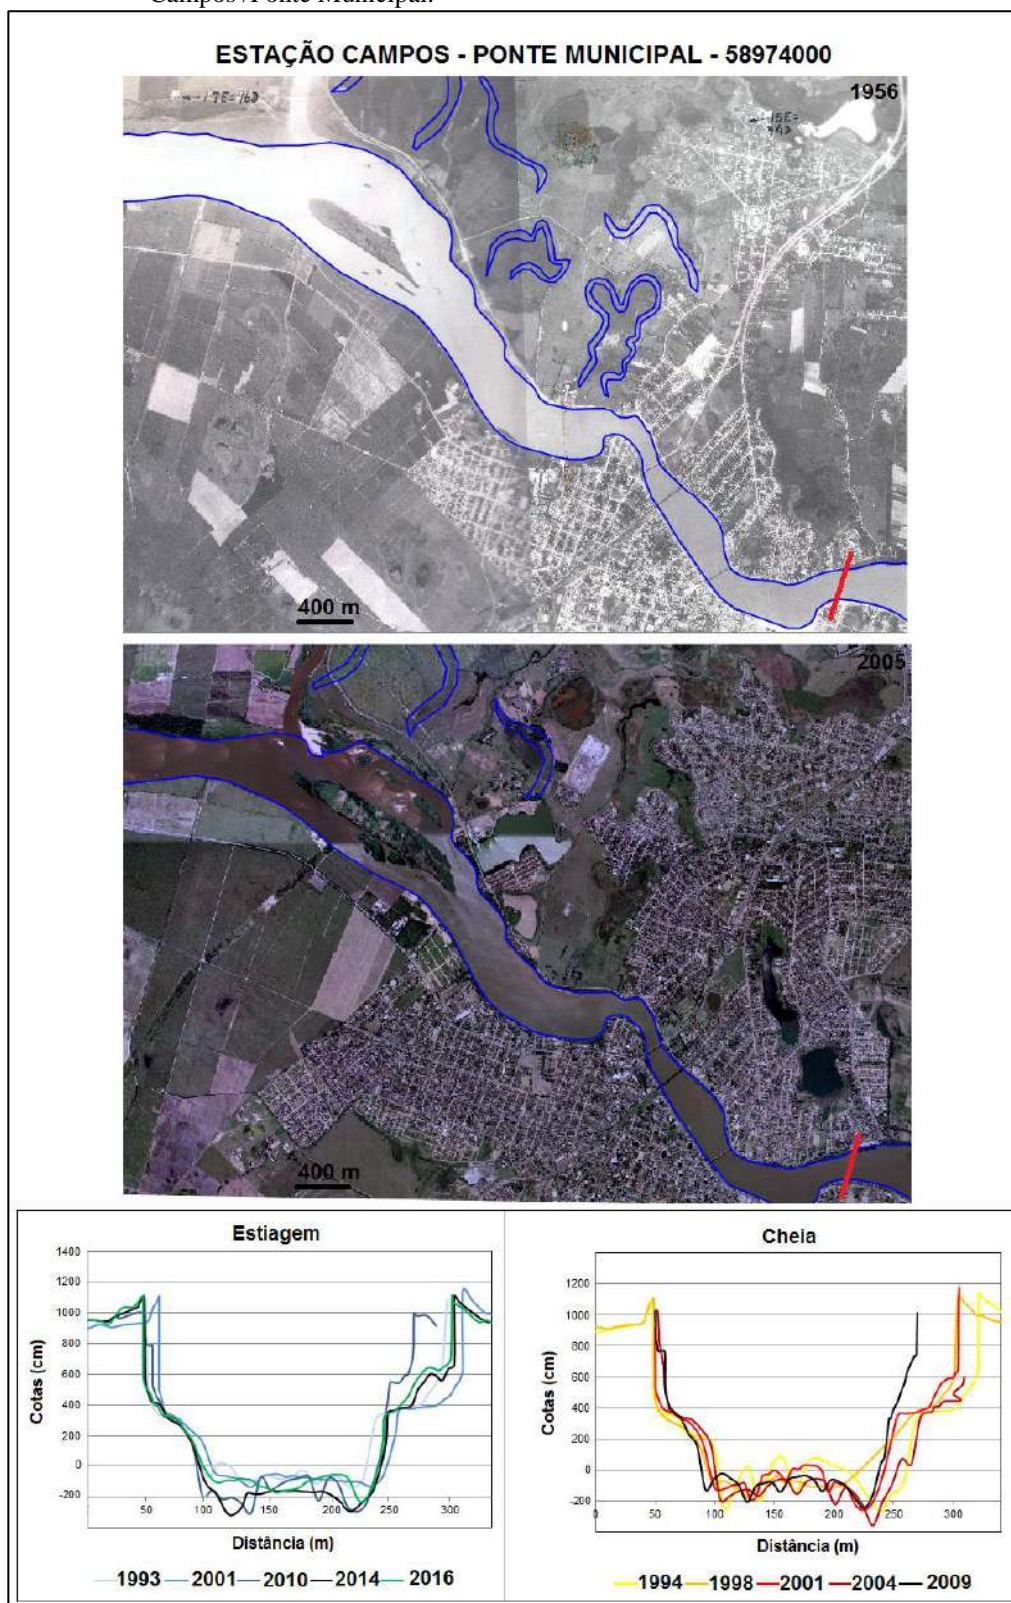 Campos /Ponte Municipal.
ESTAÇÃO CAMPOS - PONTE MUNICIPAL - 58974000
1956
400 m
2005
400 m
Estiagem
1400
1200
1000
800
600
400
200
0
-200
50
100
150
200
250
300
Cotas (cm)
Distância (m)
1993 2001 2010 2014 2016
Cheia
1200
1000
800
600
400
200
0
-200
0
50
100
150
200
250
300
Cotas (cm)
Distância (m)
1994 1998 2001 2004 2009